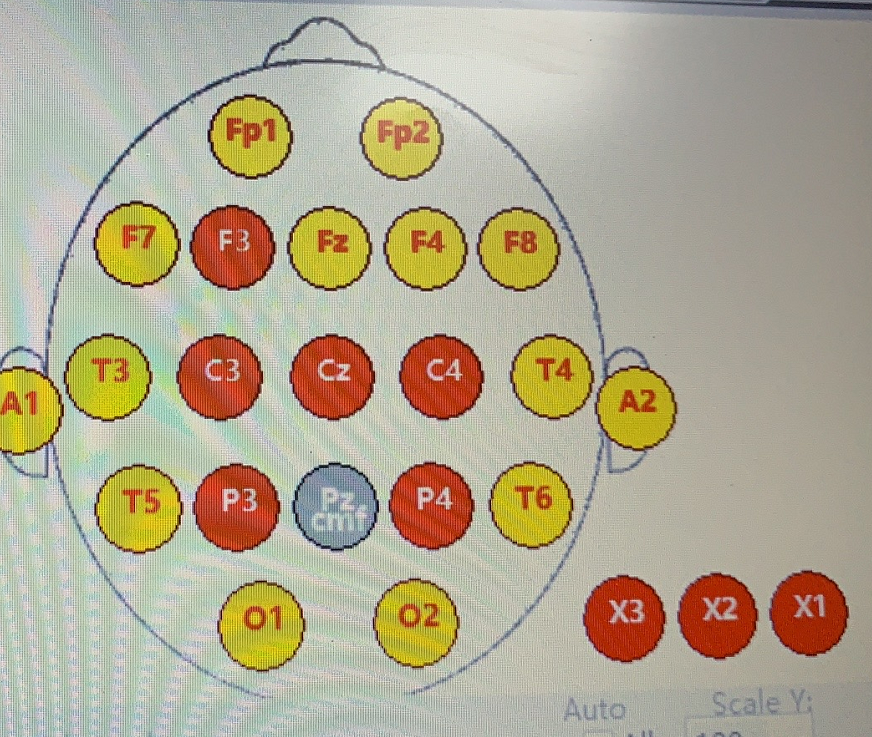 Fp1 Fp2
F7 F3 Fz F4 F8
T3 C3 Cz C4 T4
A1 A2
T5 P3 Pz P4 T6
cmf
O1 O2
X3 X2 X1
Auto Scale Y: